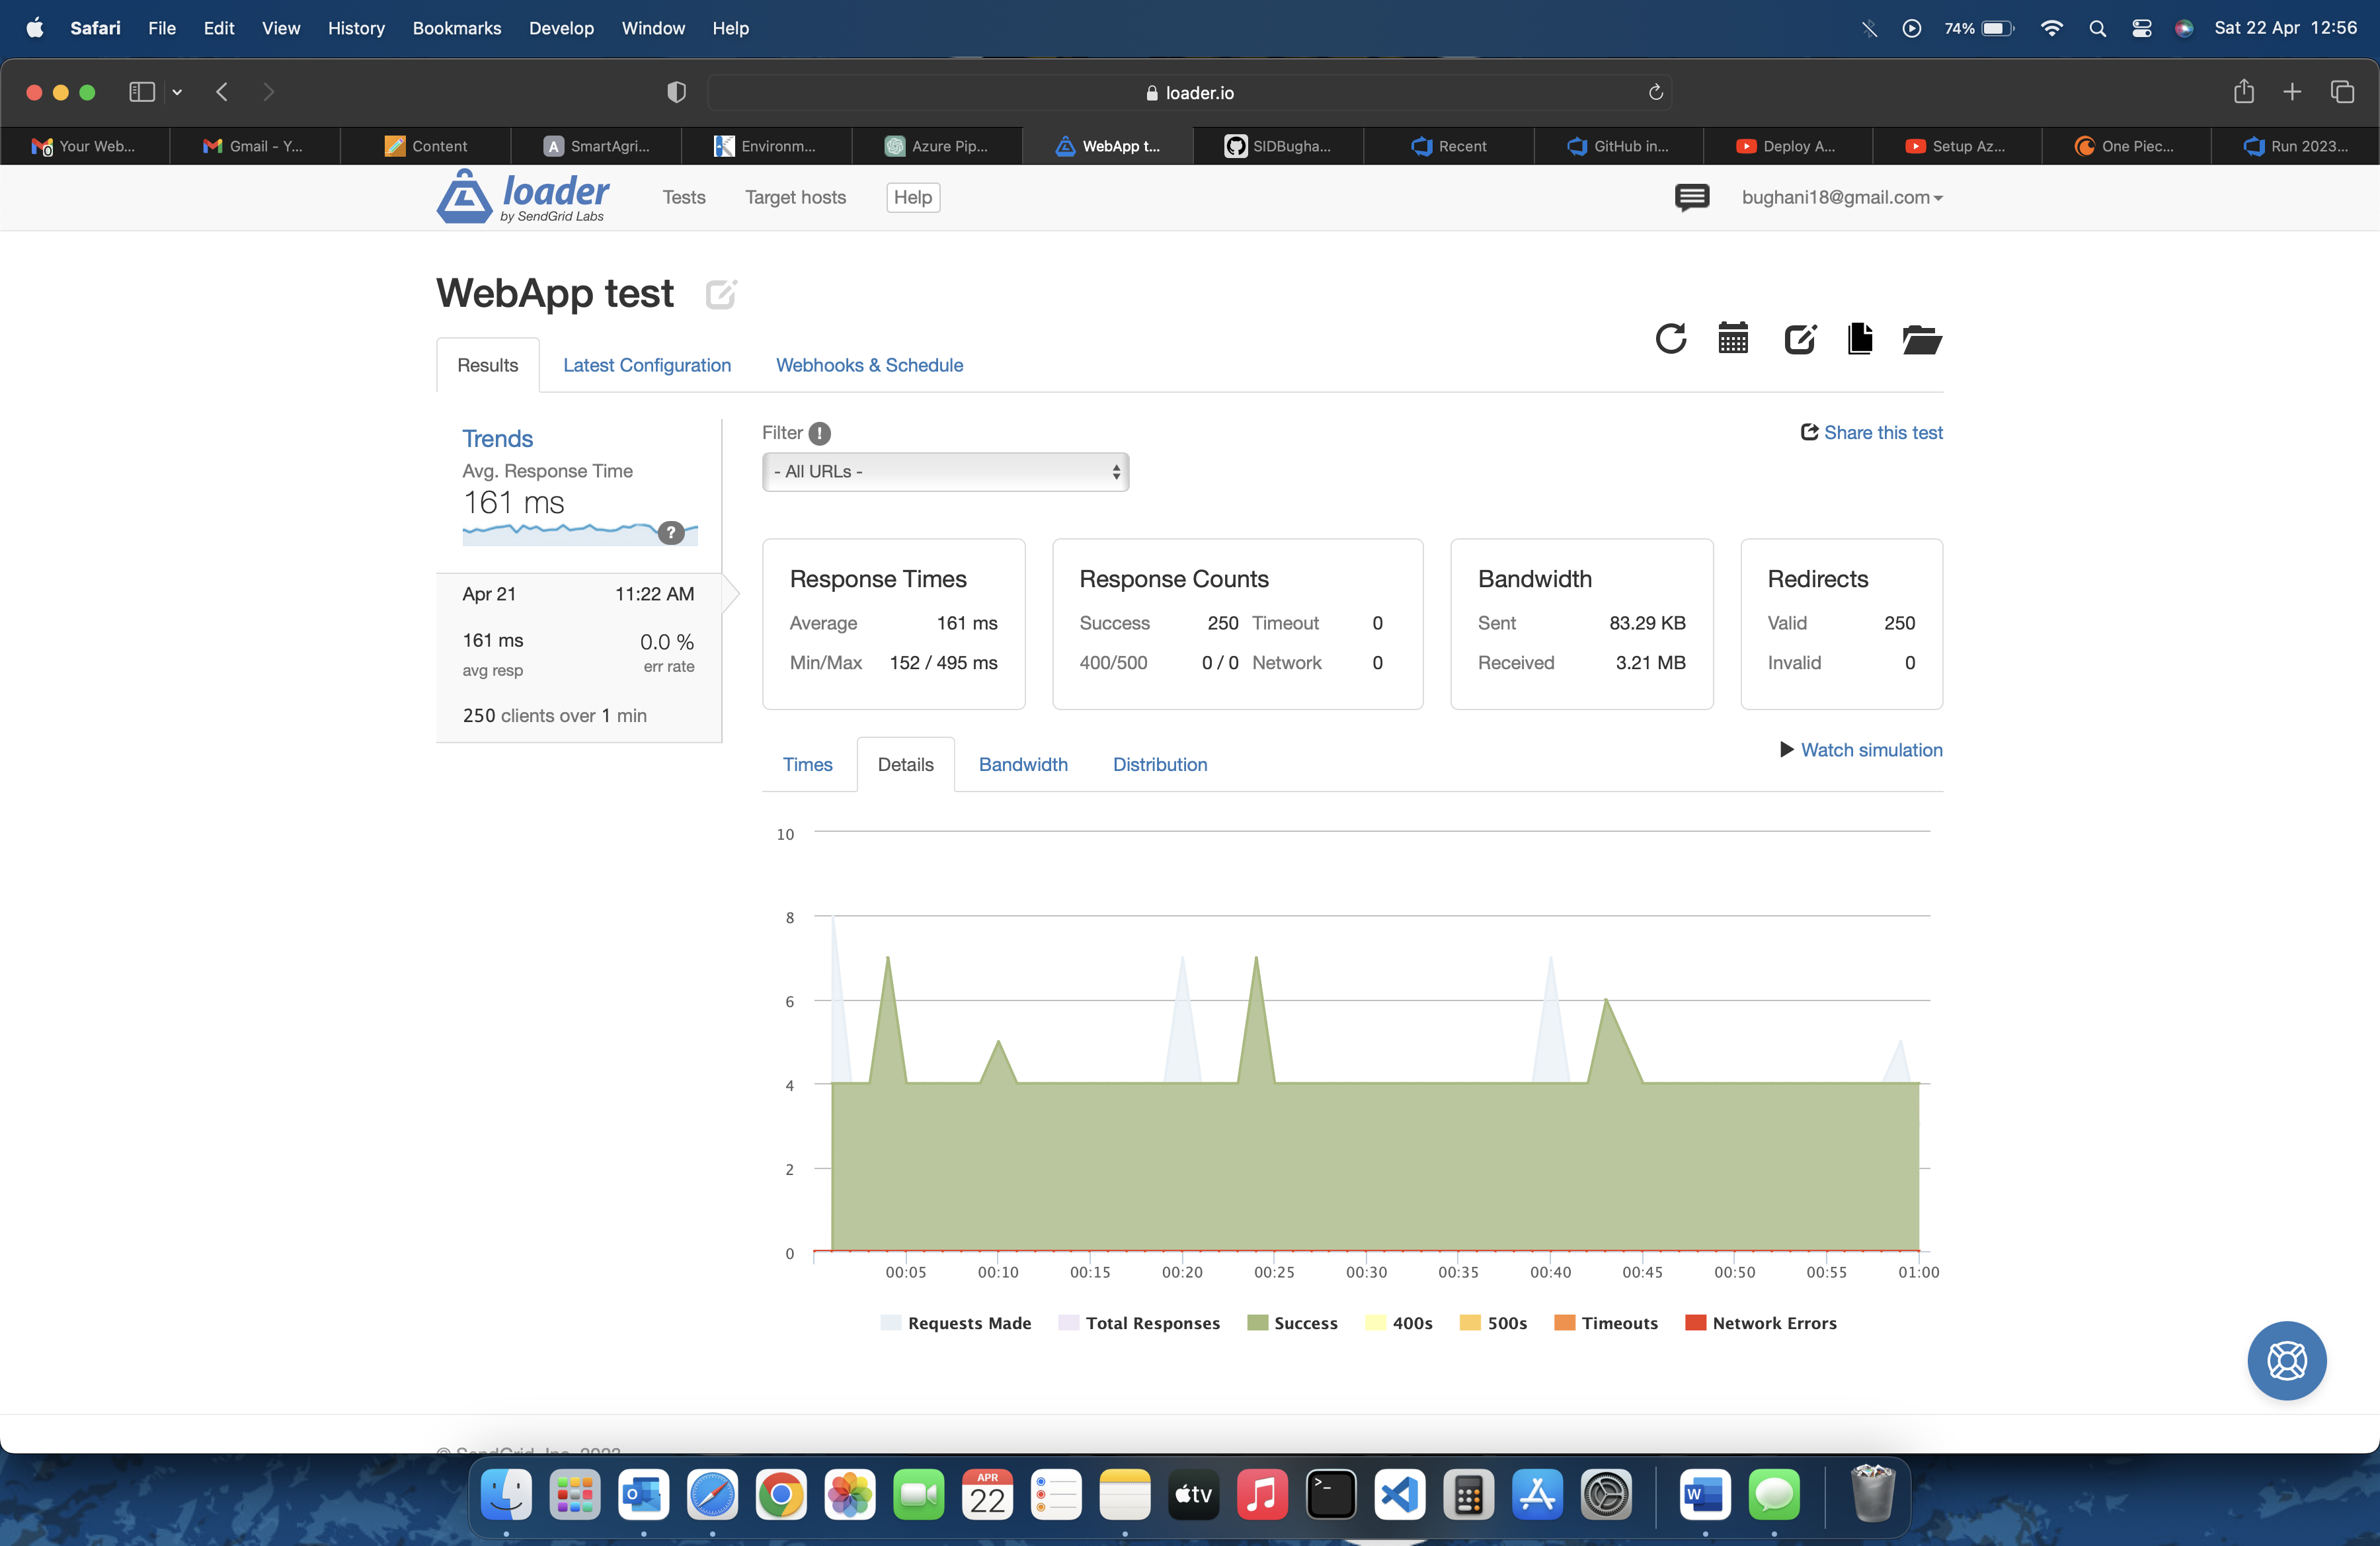 Safari File Edit View History Bookmarks Develop Window Help 74% Sat 22 Apr 12:56
loader.io
Your Web... Gmail - Y... Content SmartAgri... Environm... Azure Pip... WebApp t... SIDBugha... Recent GitHub in... Deploy A... Setup Az... One Piec... Run 2023...
loader
by SendGrid Labs
Tests Target hosts Help bughani18@gmail.com
WebApp test
Results Latest Configuration Webhooks & Schedule
Trends
Avg. Response Time
161 ms
?
Apr 21 11:22 AM
161 ms 0.0 %
avg resp err rate
250 clients over 1 min
Filter !
- All URLs -
Share this test
Response Times
Average 161 ms
Min/Max 152 / 495 ms
Response Counts
Success 250 Timeout 0
400/500 0 / 0 Network 0
Bandwidth
Sent 83.29 KB
Received 3.21 MB
Redirects
Valid 250
Invalid 0
Times Details Bandwidth Distribution
Watch simulation
10
8
6
4
2
0
00:05 00:10 00:15 00:20 00:25 00:30 00:35 00:40 00:45 00:50 00:55 01:00
Requests Made Total Responses Success 400s 500s Timeouts Network Errors
© SendGrid, Inc. 2023
APR
22
tv